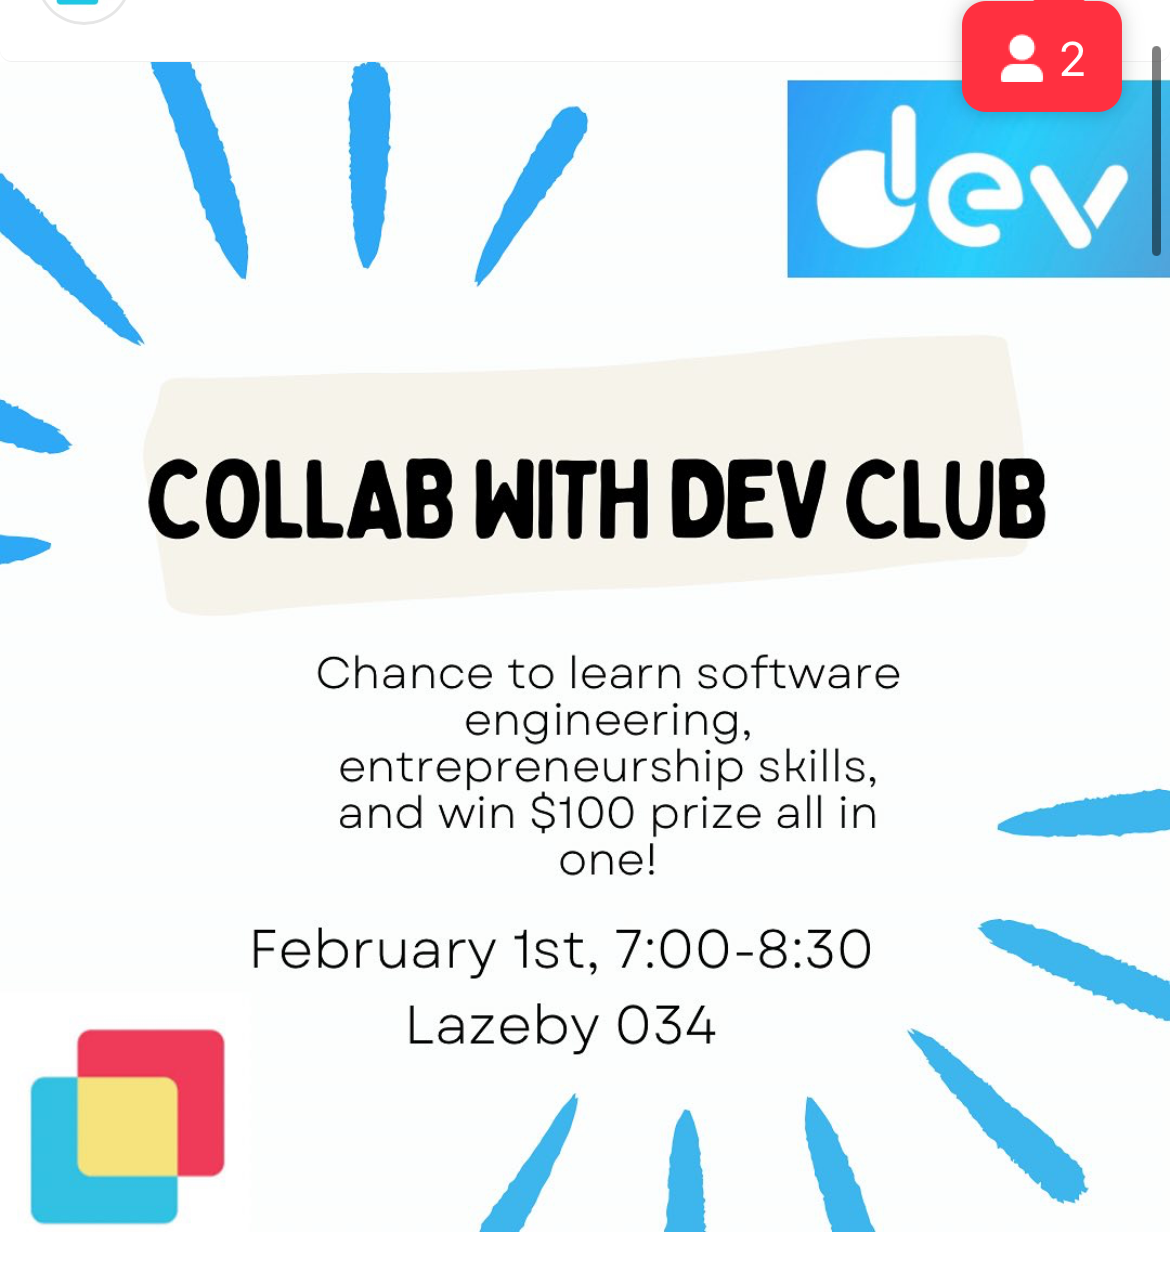 2
dev
COLLAB WITH DEV CLUB
Chance to learn software
engineering,
entrepreneurship skills,
and win $100 prize all in
one!
February 1st, 7:00-8:30
Lazeby 034